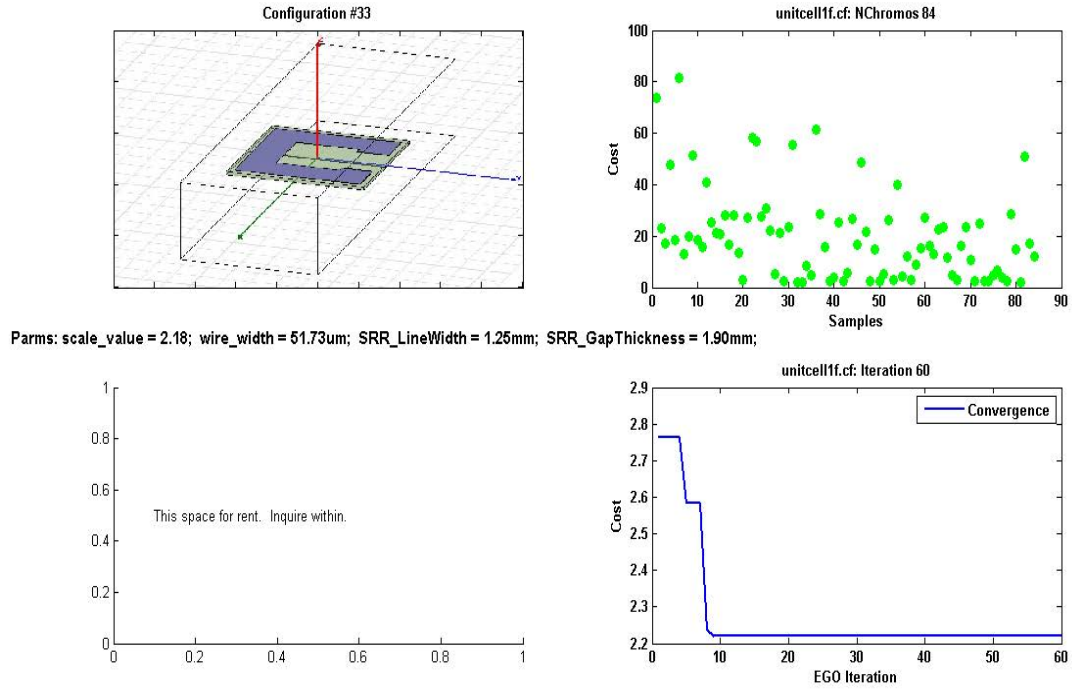 Configuration #33
unitcell1f.cf: NChromos 84
100
80
60
40
20
0
Cost
0 10 20 30 40 50 60 70 80 90
Samples
Parms: scale_value = 2.18; wire_width = 51.73um; SRR_LineWidth = 1.25mm; SRR_GapThickness = 1.90mm;
1
0.8
0.6
0.4
0.2
0
This space for rent. Inquire within.
0 0.2 0.4 0.6 0.8 1
unitcell1f.cf: Iteration 60
2.9
2.8
2.7
2.6
2.5
2.4
2.3
2.2
Cost
Convergence
0 10 20 30 40 50 60
EGO Iteration